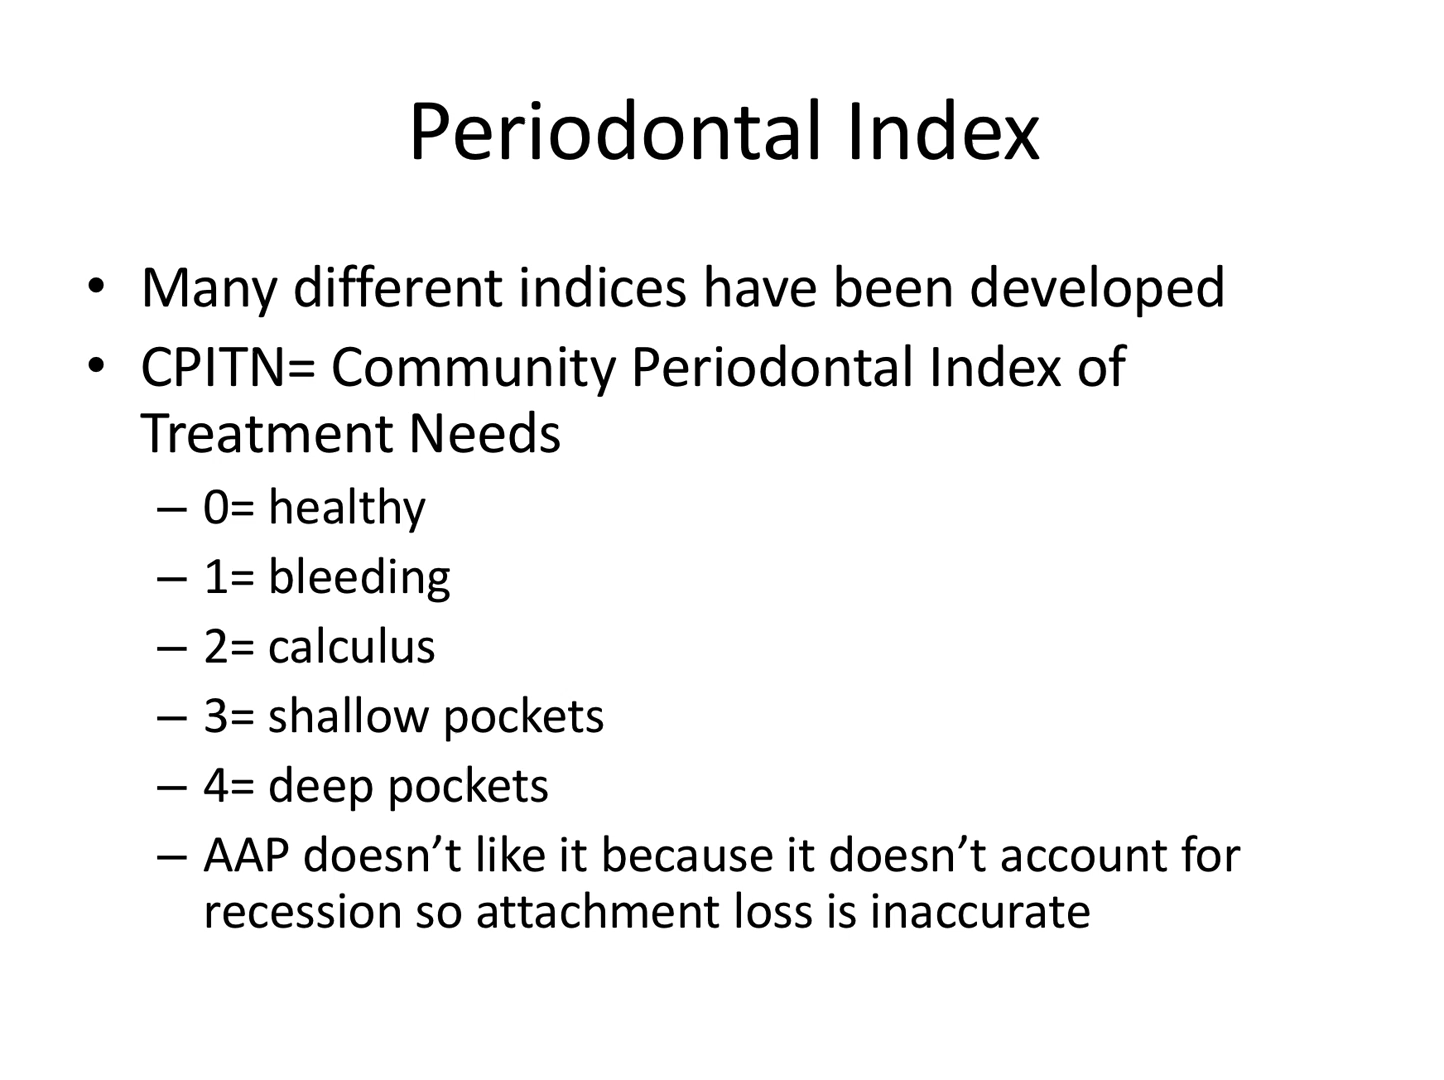 Periodontal Index
• Many different indices have been developed
• CPITN= Community Periodontal Index of
Treatment Needs
– 0= healthy
– 1= bleeding
– 2= calculus
– 3= shallow pockets
– 4= deep pockets
– AAP doesn’t like it because it doesn’t account for
recession so attachment loss is inaccurate